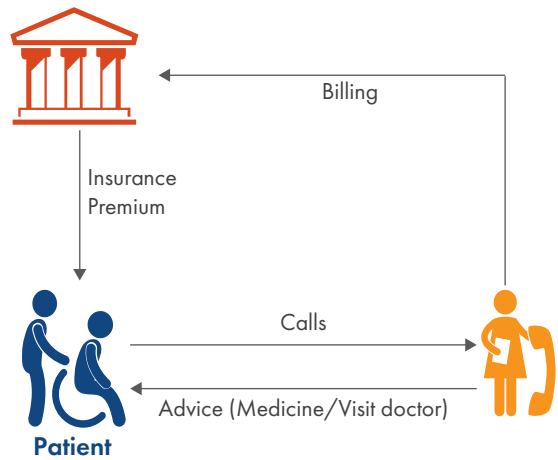 Billing
Insurance
Premium
Calls
Advice (Medicine/Visit doctor)
Patient